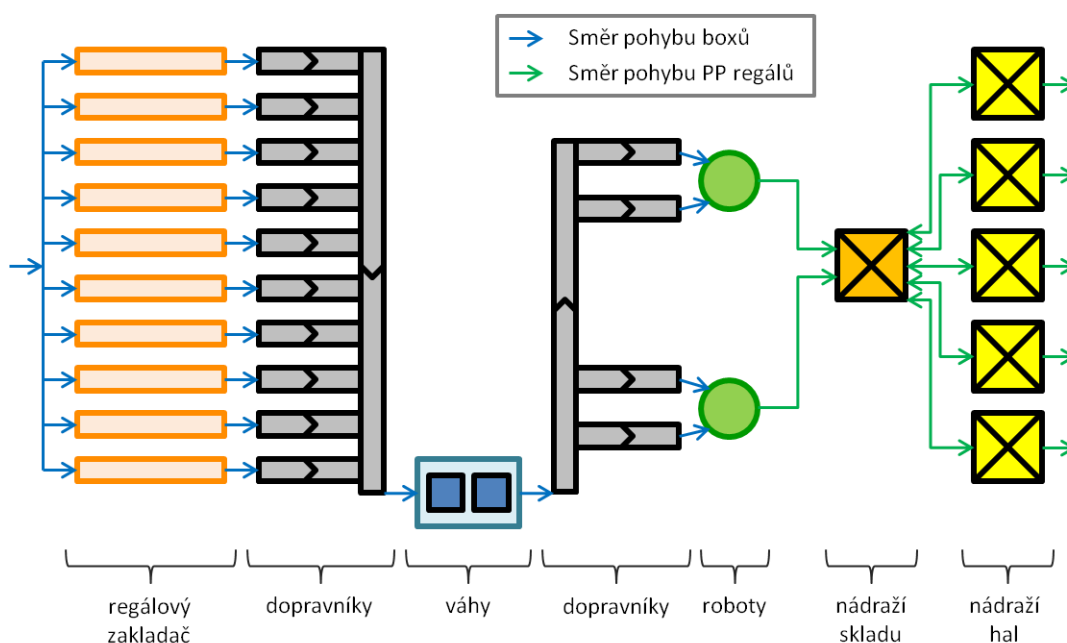 Směr pohybu boxů
Směr pohybu PP regálů
regálový
zakladač
dopravníky
váhy
dopravníky
roboty
nádraží
skladu
nádraží
hal